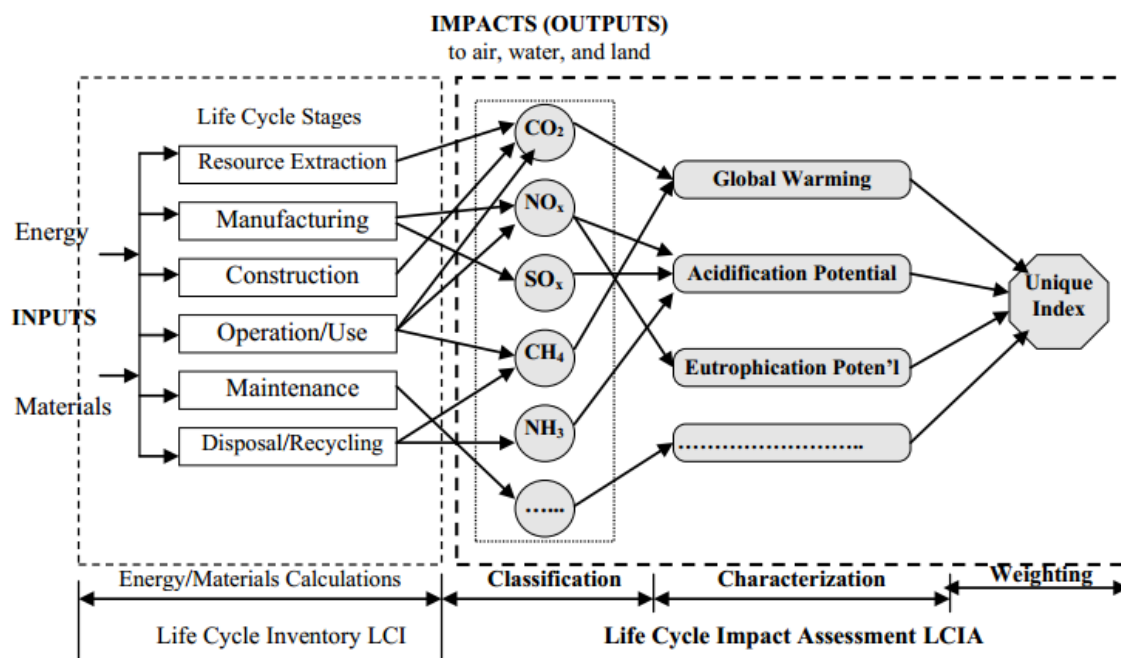 IMPACTS (OUTPUTS)
to air, water, and land
Life Cycle Stages
Resource Extraction
Manufacturing
Construction
Operation/Use
Maintenance
Disposal/Recycling
Energy
INPUTS
Materials
CO₂
NOₓ
SOₓ
CH₄
NH₃
…...
Global Warming
Acidification Potential
Eutrophication Poten'l
……………………..
Unique
Index
Energy/Materials Calculations
Classification
Characterization
Weighting
Life Cycle Inventory LCI
Life Cycle Impact Assessment LCIA